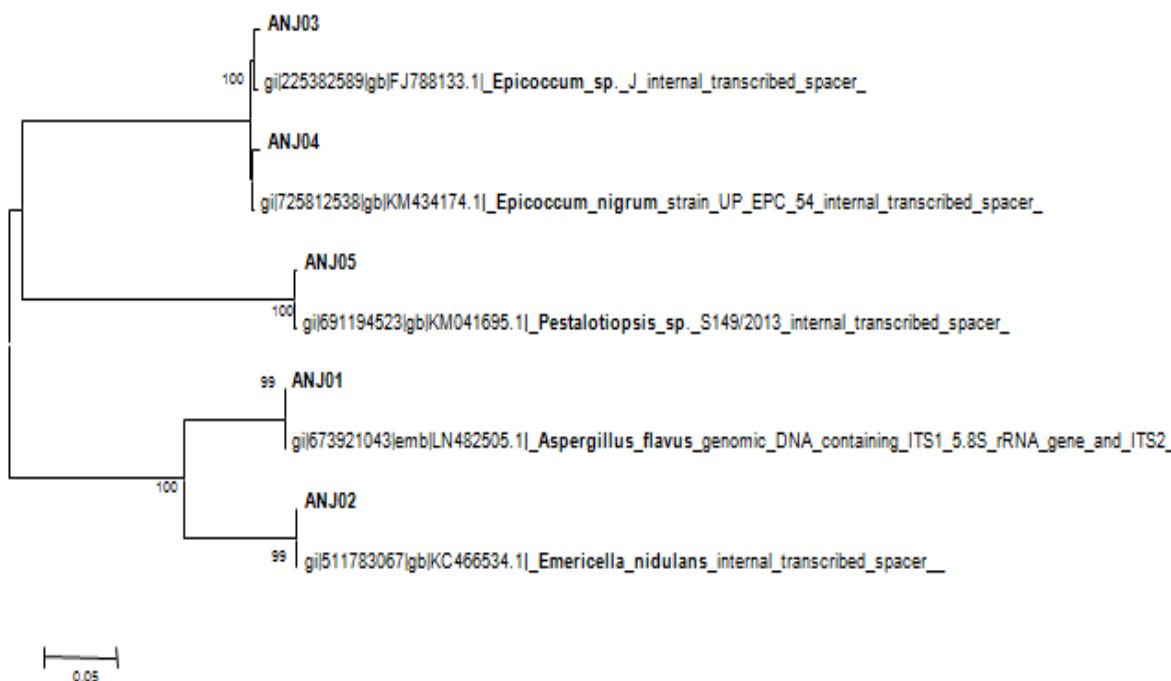 ANJ03
100
gi|225382589|gb|FJ788133.1|_Epicoccum_sp._J_internal_transcribed_spacer_
ANJ04
gi|725812538|gb|KM434174.1|_Epicoccum_nigrum_strain_UP_EPC_54_internal_transcribed_spacer_
ANJ05
100
gi|691194523|gb|KM041695.1|_Pestalotiopsis_sp._S149/2013_internal_transcribed_spacer_
99 ANJ01
gi|673921043|emb|LN482505.1|_Aspergillus_flavus_genomic_DNA_containing_ITS1_5.8S_rRNA_gene_and_ITS2_
100
ANJ02
99
gi|511783067|gb|KC466534.1|_Emericella_nidulans_internal_transcribed_spacer__
0.05